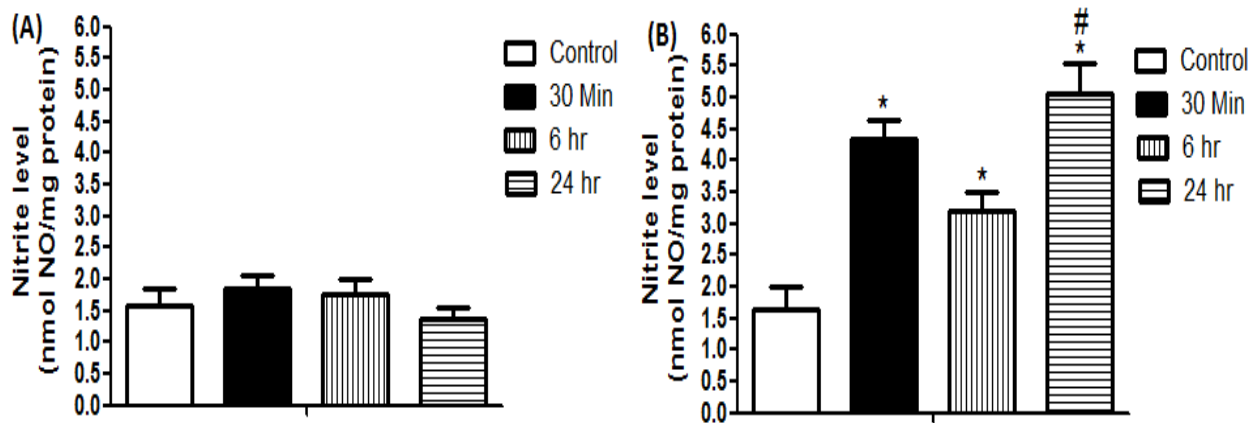 (A)
Nitrite level
(nmol NO/mg protein)
6.0
5.5
5.0
4.5
4.0
3.5
3.0
2.5
2.0
1.5
1.0
0.5
0.0
Control
30 Min
6 hr
24 hr
(B)
Nitrite level
(nmol NO/mg protein)
6.0
5.5
5.0
4.5
4.0
3.5
3.0
2.5
2.0
1.5
1.0
0.5
0.0
*
*
#
*
Control
30 Min
6 hr
24 hr